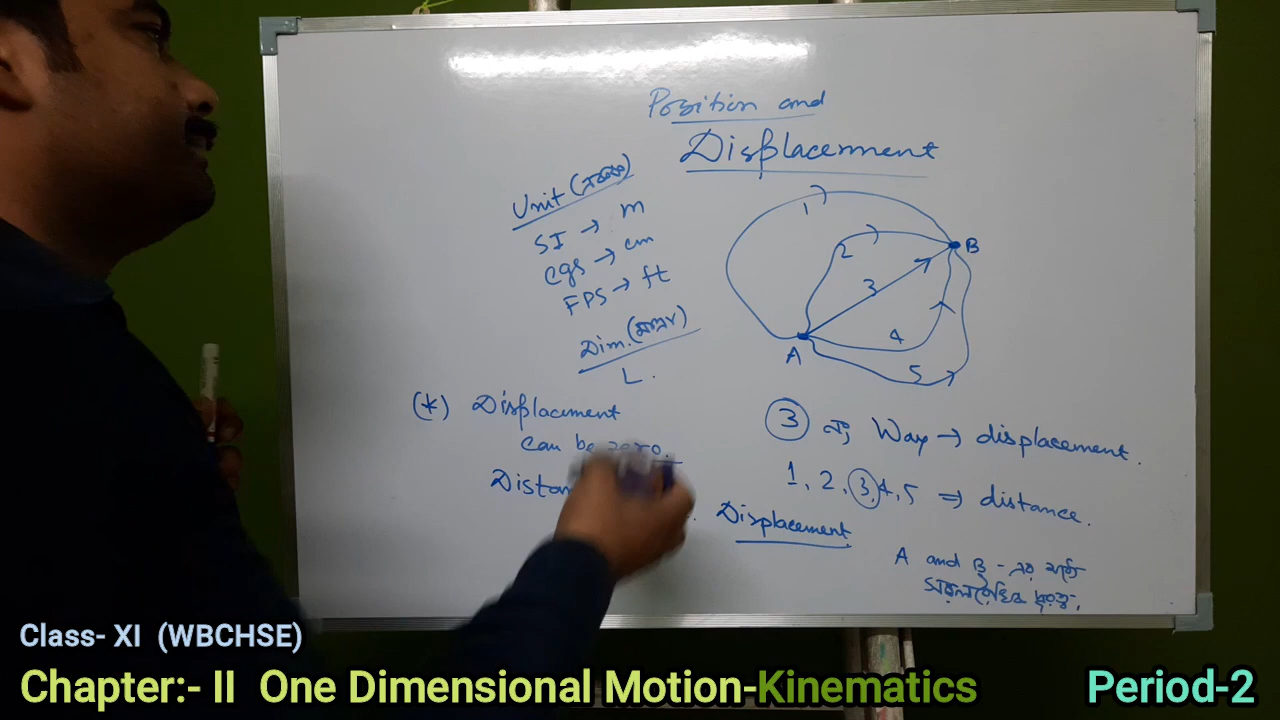 Position and
Displacement
Unit (একক)
SI → m
CGS → cm
FPS → ft
Dim. (মাত্রা)
L.
1
2
3
4
5
A
B
(*) Displacement
can be zero.
Distan
3 নং Way → displacement.
1, 2, 3, 4, 5 ⇒ distance.
Displacement
A and B - এর মধ্যে
সরলরৈখিক দূরত্ব,
Class- XI (WBCHSE)
Chapter:- II One Dimensional Motion-Kinematics
Period-2